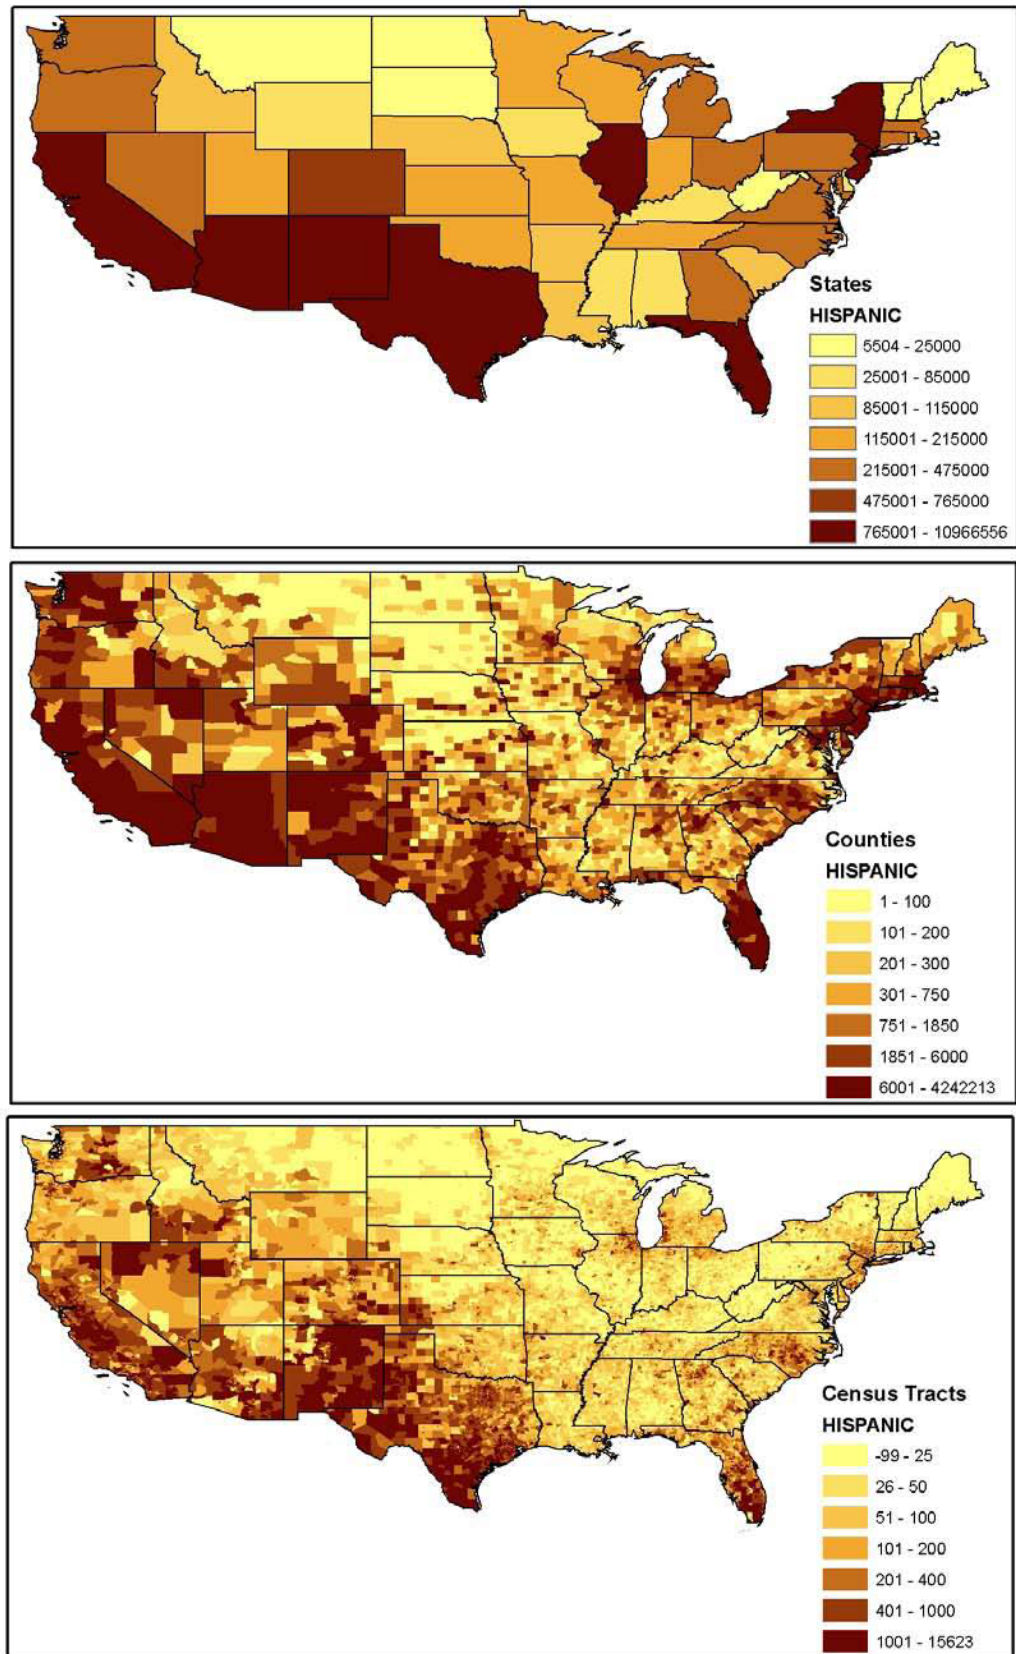 States
HISPANIC
5504 - 25000
25001 - 85000
85001 - 115000
115001 - 215000
215001 - 475000
475001 - 765000
765001 - 10966556
Counties
HISPANIC
1 - 100
101 - 200
201 - 300
301 - 750
751 - 1850
1851 - 6000
6001 - 4242213
Census Tracts
HISPANIC
-99 - 25
26 - 50
51 - 100
101 - 200
201 - 400
401 - 1000
1001 - 15623